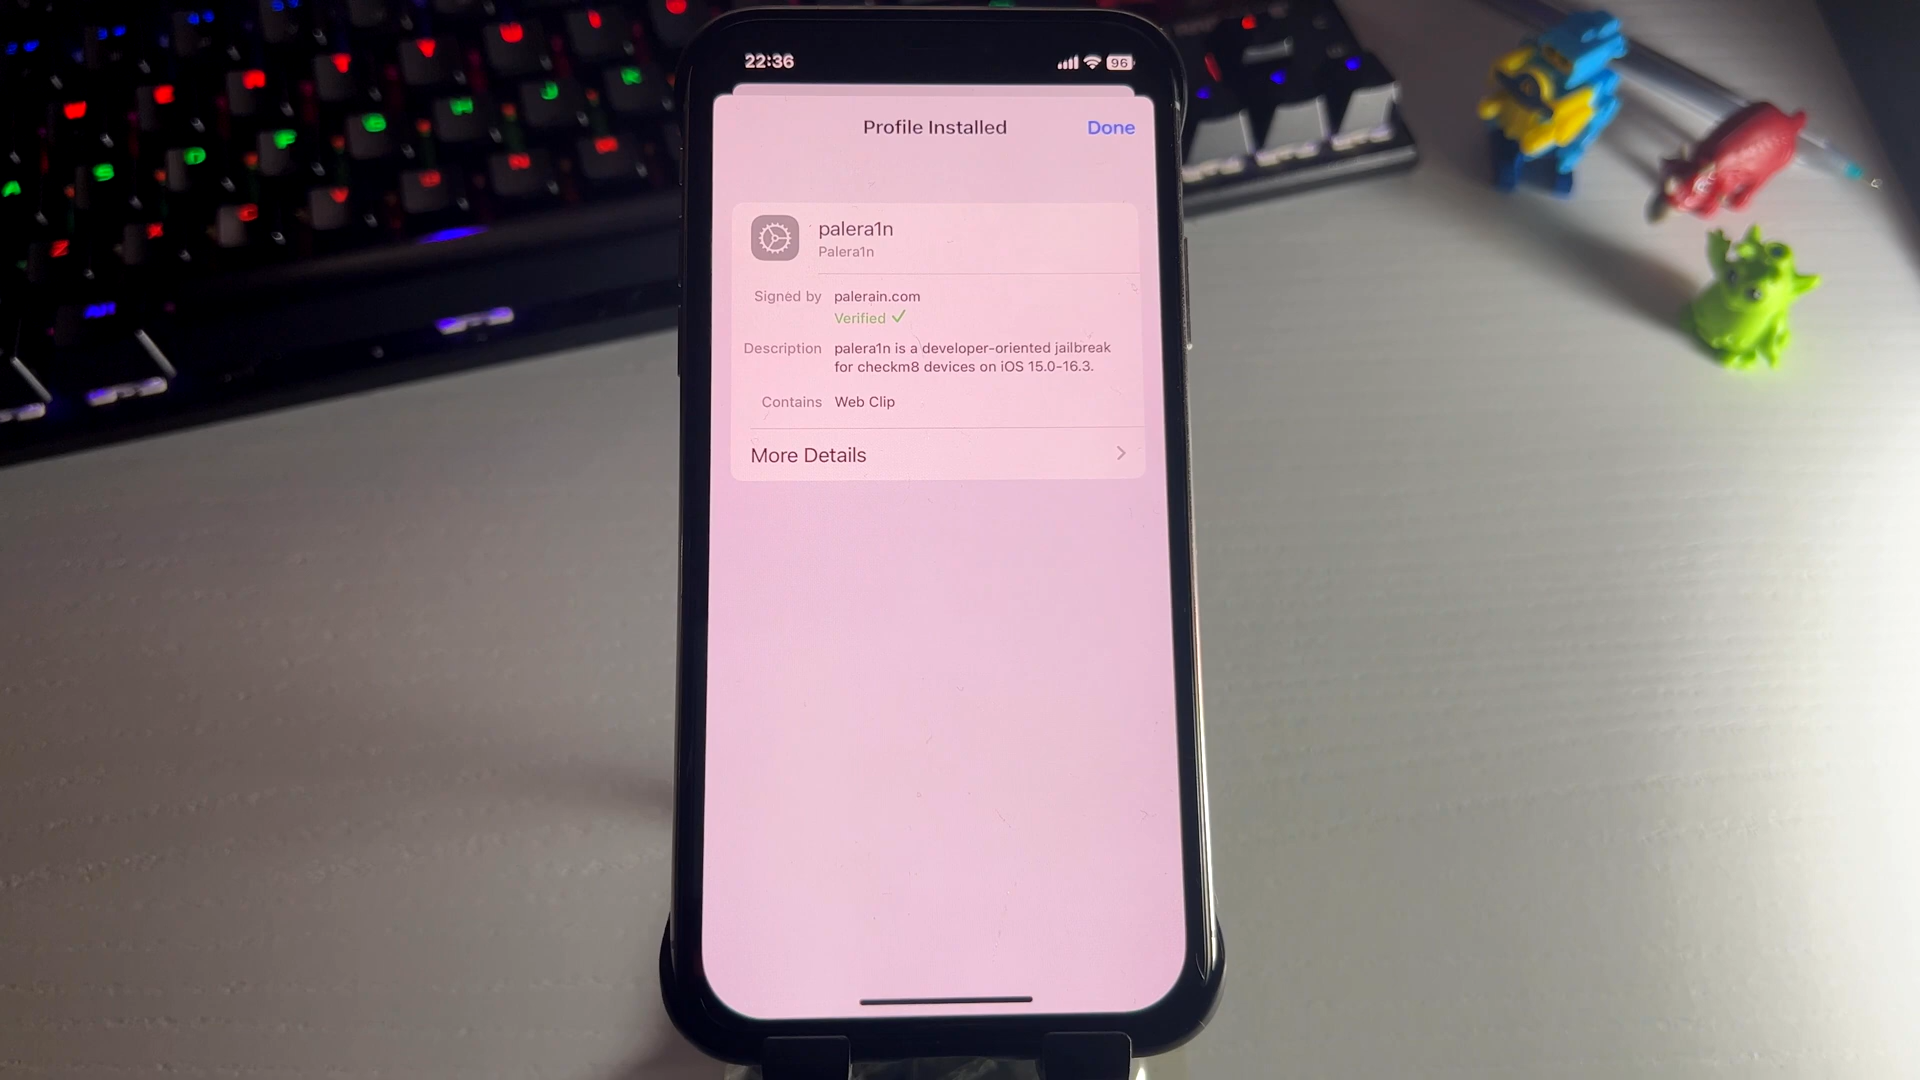 22:36
96
Profile Installed
Done
palera1n
Palera1n
Signed by palerain.com
Verified ✓
Description palera1n is a developer-oriented jailbreak
for checkm8 devices on iOS 15.0-16.3.
Contains Web Clip
More Details